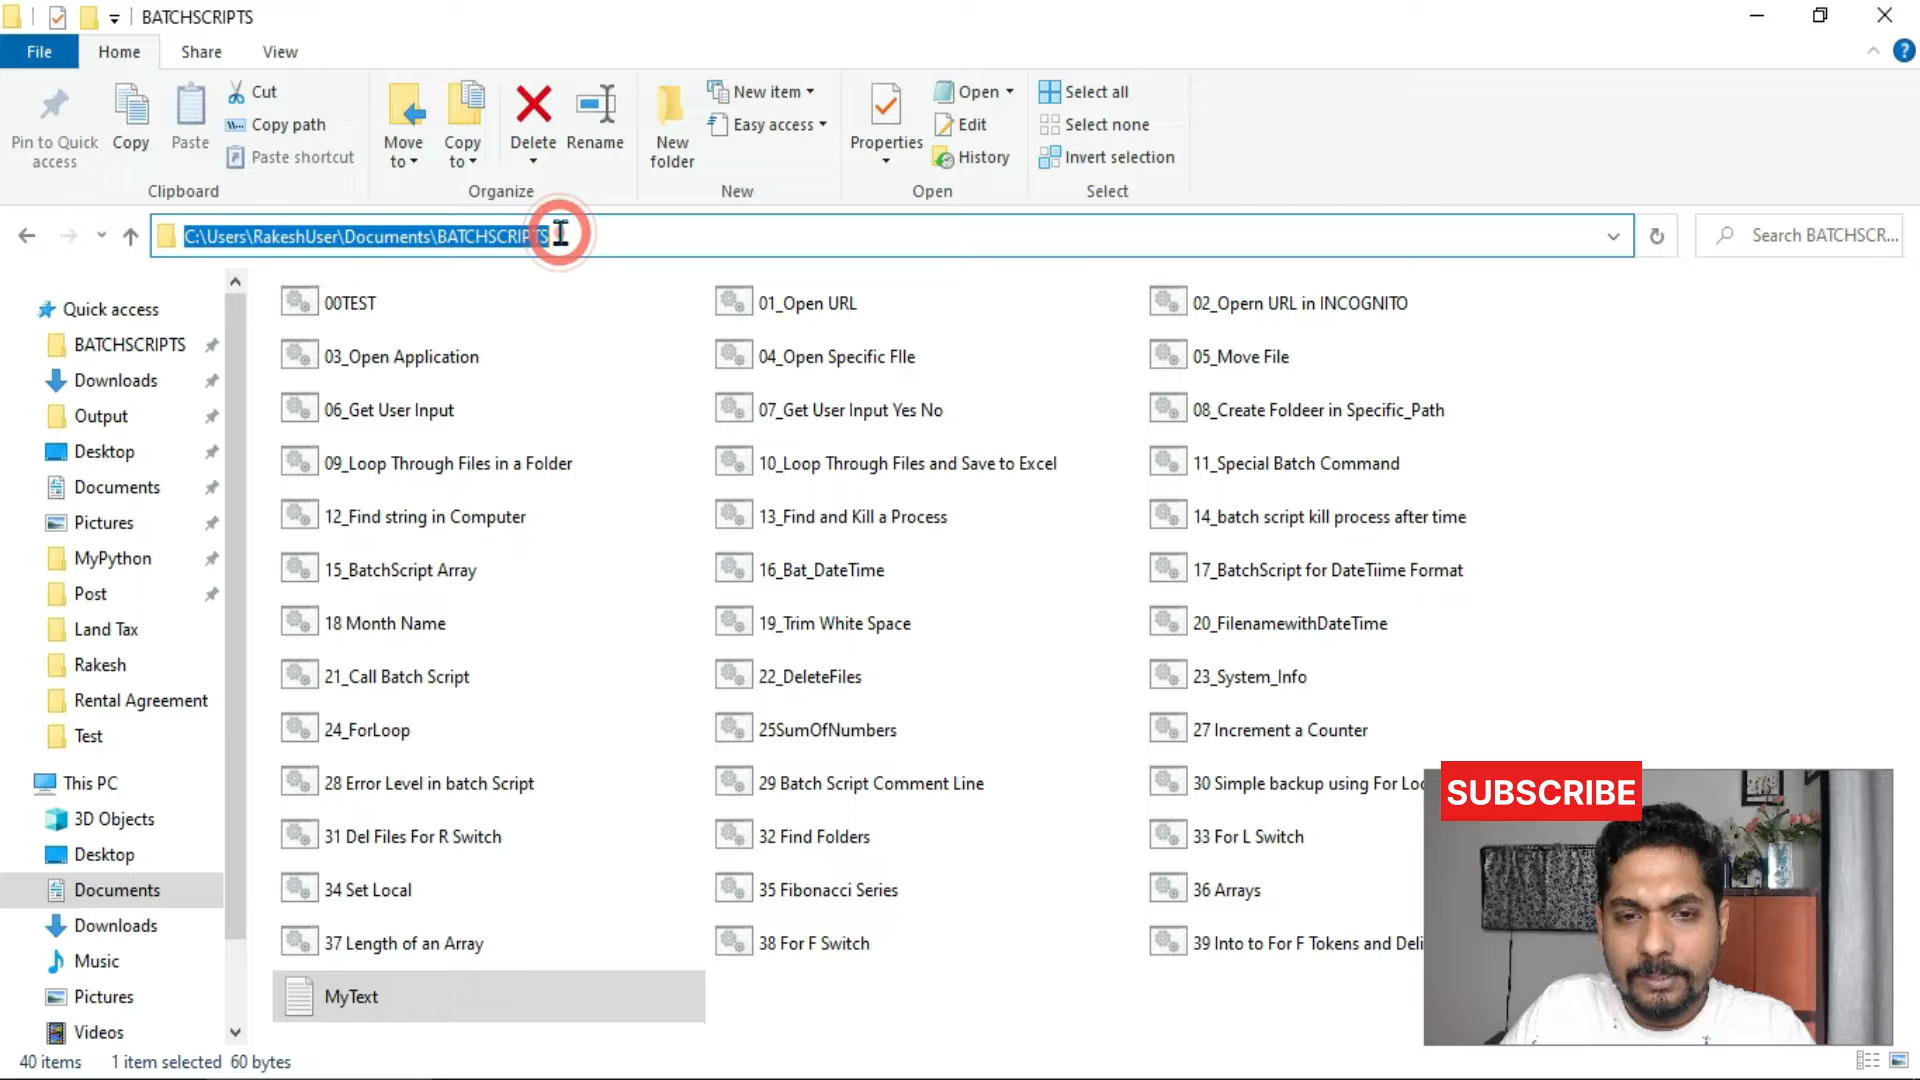 BATCHSCRIPTS
File Home Share View
Pin to Quick access
Copy
Paste
Cut
Copy path
Paste shortcut
Clipboard
Move to
Copy to
Delete
Rename
Organize
New folder
New item
Easy access
New
Properties
Open
Edit
History
Open
Select all
Select none
Invert selection
Select
C:\Users\RakeshUser\Documents\BATCHSCRIPTS
Search BATCHSCR...
Quick access
BATCHSCRIPTS
Downloads
Output
Desktop
Documents
Pictures
MyPython
Post
Land Tax
Rakesh
Rental Agreement
Test
This PC
3D Objects
Desktop
Documents
Downloads
Music
Pictures
Videos
00TEST
01_Open URL
02_Opern URL in INCOGNITO
03_Open Application
04_Open Specific FIle
05_Move File
06_Get User Input
07_Get User Input Yes No
08_Create Foldeer in Specific_Path
09_Loop Through Files in a Folder
10_Loop Through Files and Save to Excel
11_Special Batch Command
12_Find string in Computer
13_Find and Kill a Process
14_batch script kill process after time
15_BatchScript Array
16_Bat_DateTime
17_BatchScript for DateTiime Format
18 Month Name
19_Trim White Space
20_FilenamewithDateTime
21_Call Batch Script
22_DeleteFiles
23_System_Info
24_ForLoop
25SumOfNumbers
27 Increment a Counter
28 Error Level in batch Script
29 Batch Script Comment Line
30 Simple backup using For Loo
31 Del Files For R Switch
32 Find Folders
33 For L Switch
34 Set Local
35 Fibonacci Series
36 Arrays
37 Length of an Array
38 For F Switch
39 Into to For F Tokens and Deli
MyText
SUBSCRIBE
40 items 1 item selected 60 bytes